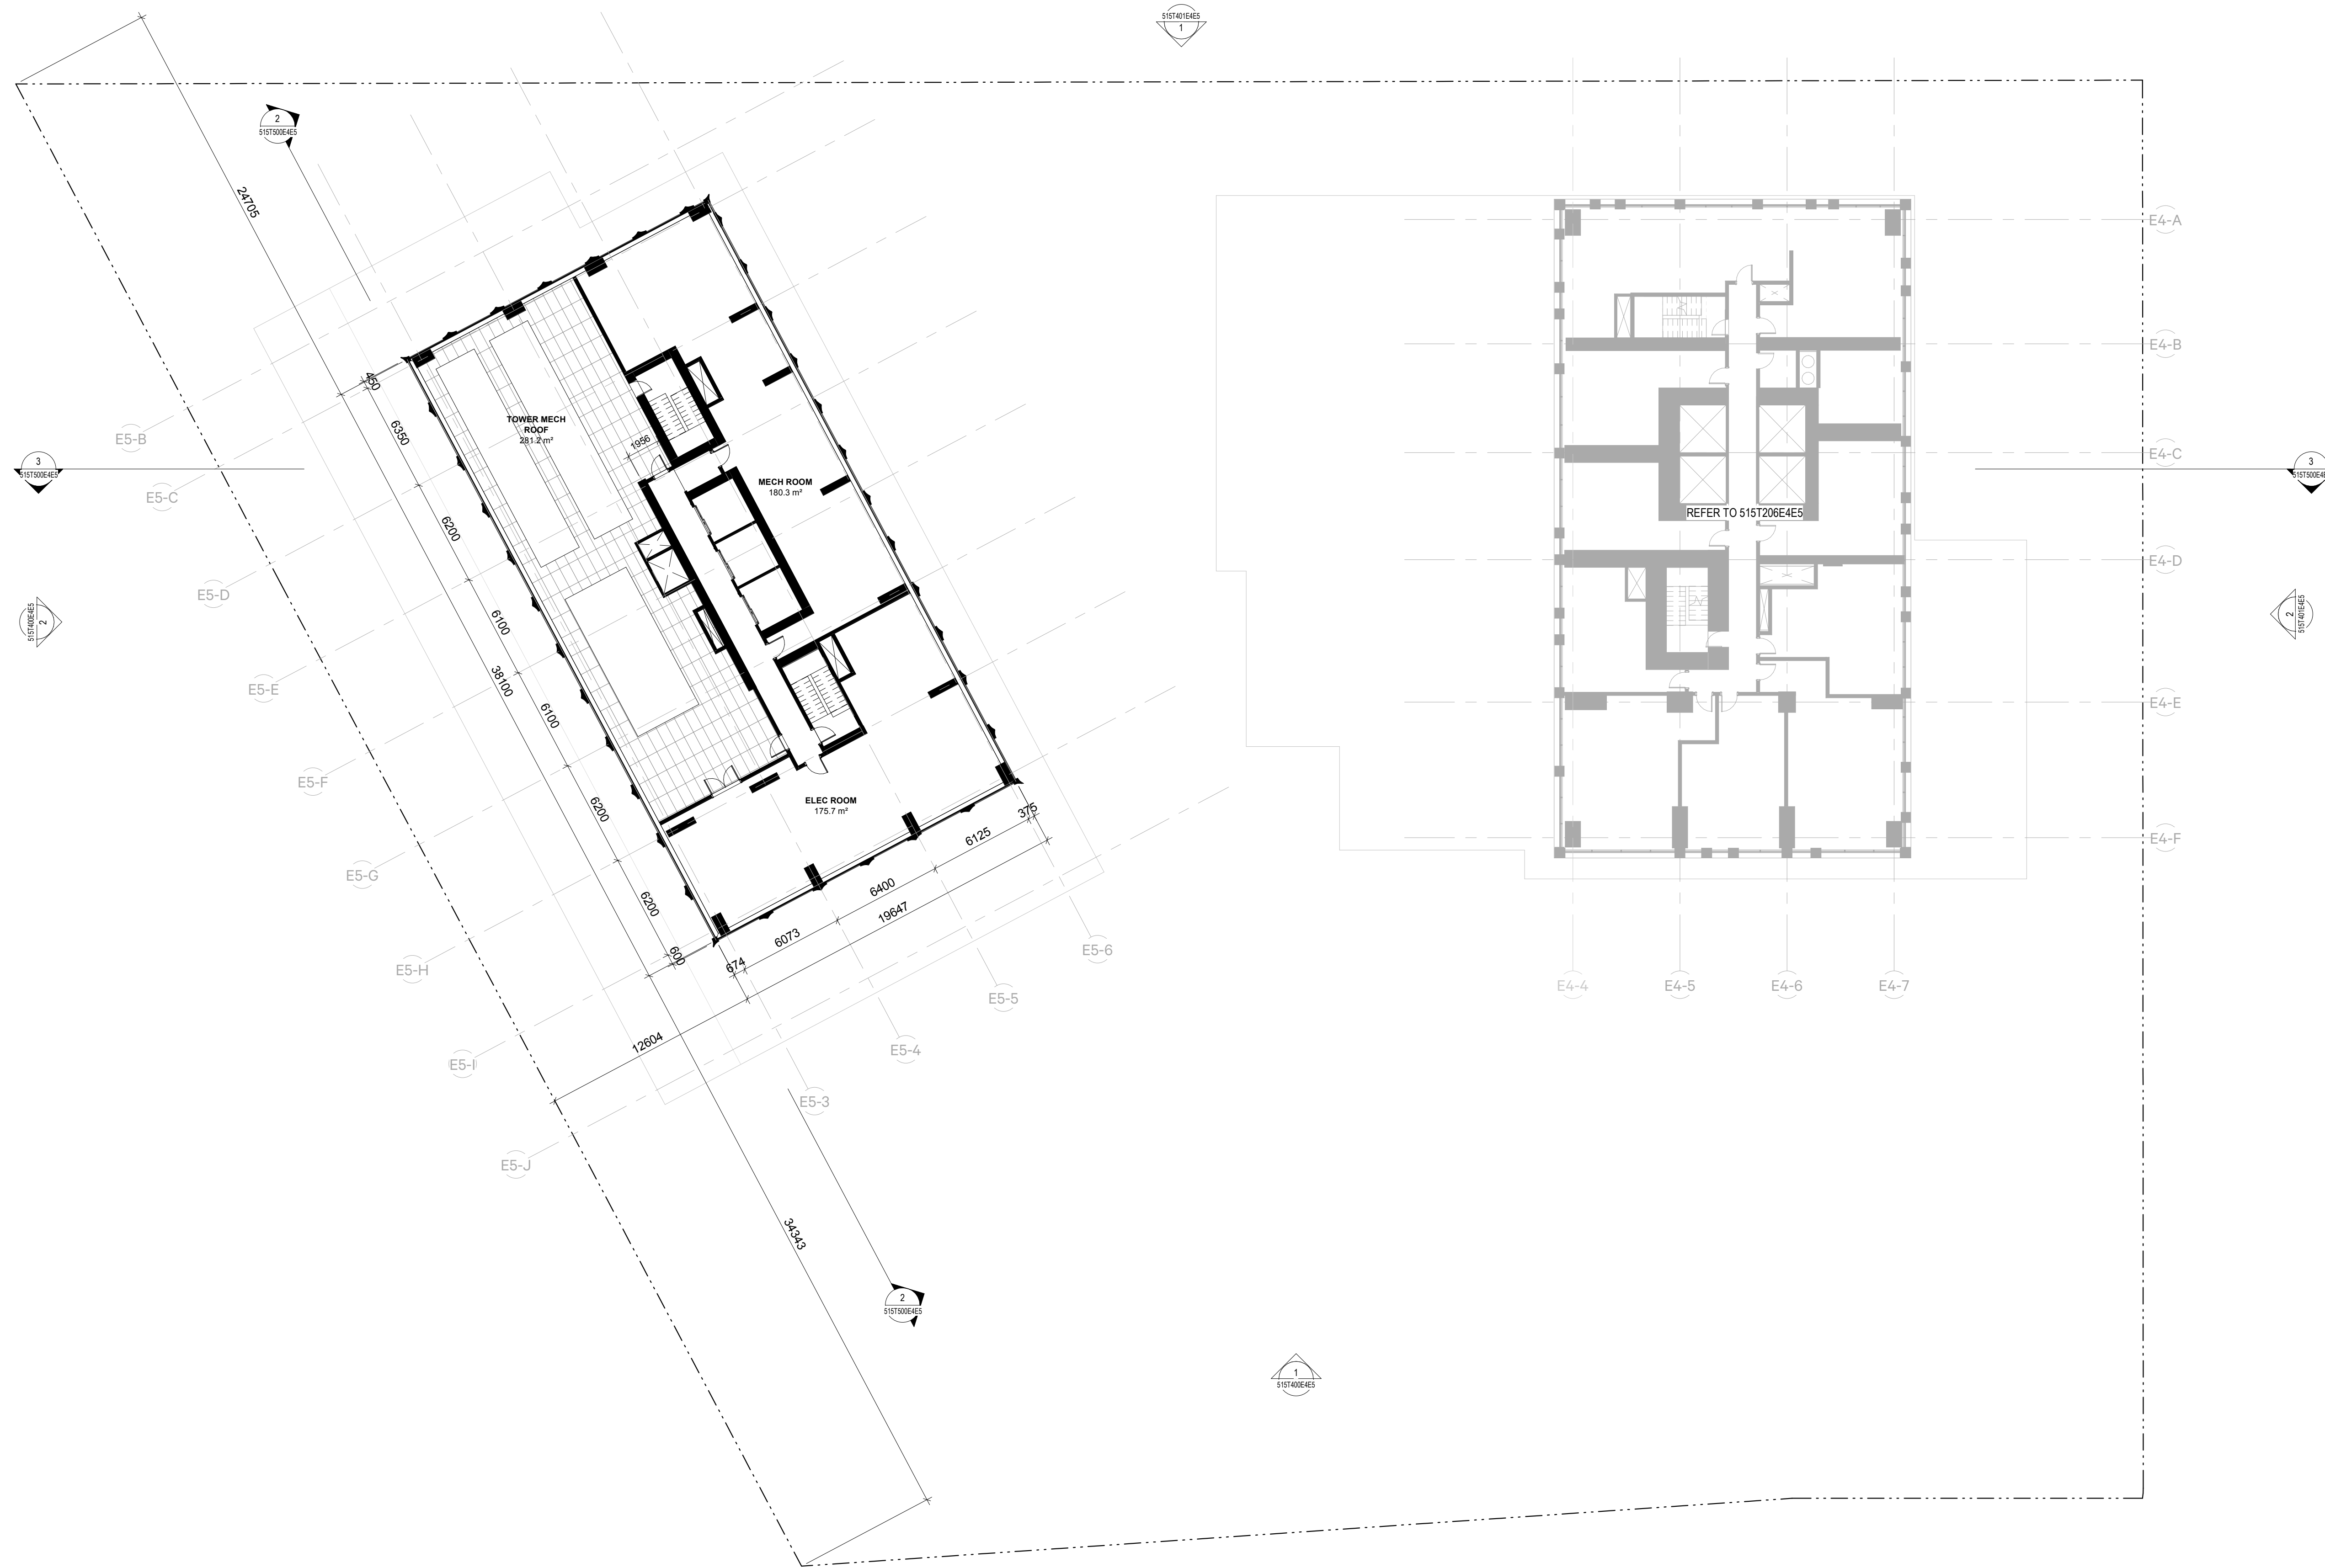 515T401E4E5
1
2
515T500E4E5
24705
450
6350
6200
6100
38100
6100
6200
6200
600
34343
TOWER MECH
ROOF
281.2 m²
1956
MECH ROOM
180.3 m²
ELEC ROOM
175.7 m²
375
6125
6400
19647
6073
674
12604
E5-B
E5-C
E5-D
E5-E
E5-F
E5-G
E5-H
E5-I
E5-J
E5-3
E5-4
E5-5
E5-6
3
515T500E4E5
2
515T400E4E5
2
515T500E4E5
1
515T400E4E5
REFER TO 515T206E4E5
E4-A
E4-B
E4-C
E4-D
E4-E
E4-F
E4-4
E4-5
E4-6
E4-7
3
515T500E4E
2
515T401E4E5